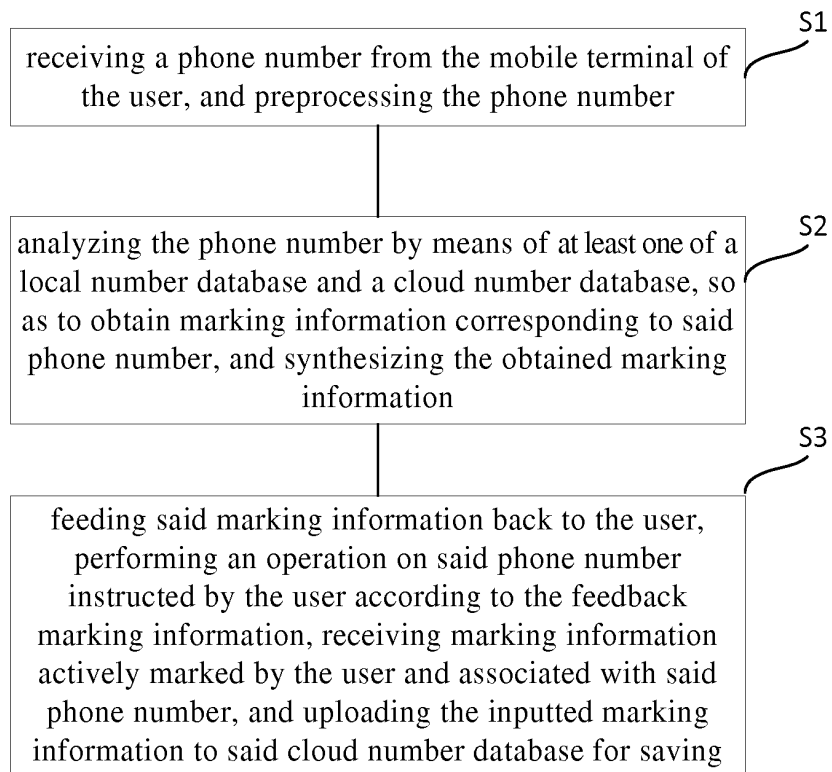 S1
receiving a phone number from the mobile terminal of
the user, and preprocessing the phone number
S2
analyzing the phone number by means of at least one of a
local number database and a cloud number database, so
as to obtain marking information corresponding to said
phone number, and synthesizing the obtained marking
information
S3
feeding said marking information back to the user,
performing an operation on said phone number
instructed by the user according to the feedback
marking information, receiving marking information
actively marked by the user and associated with said
phone number, and uploading the inputted marking
information to said cloud number database for saving